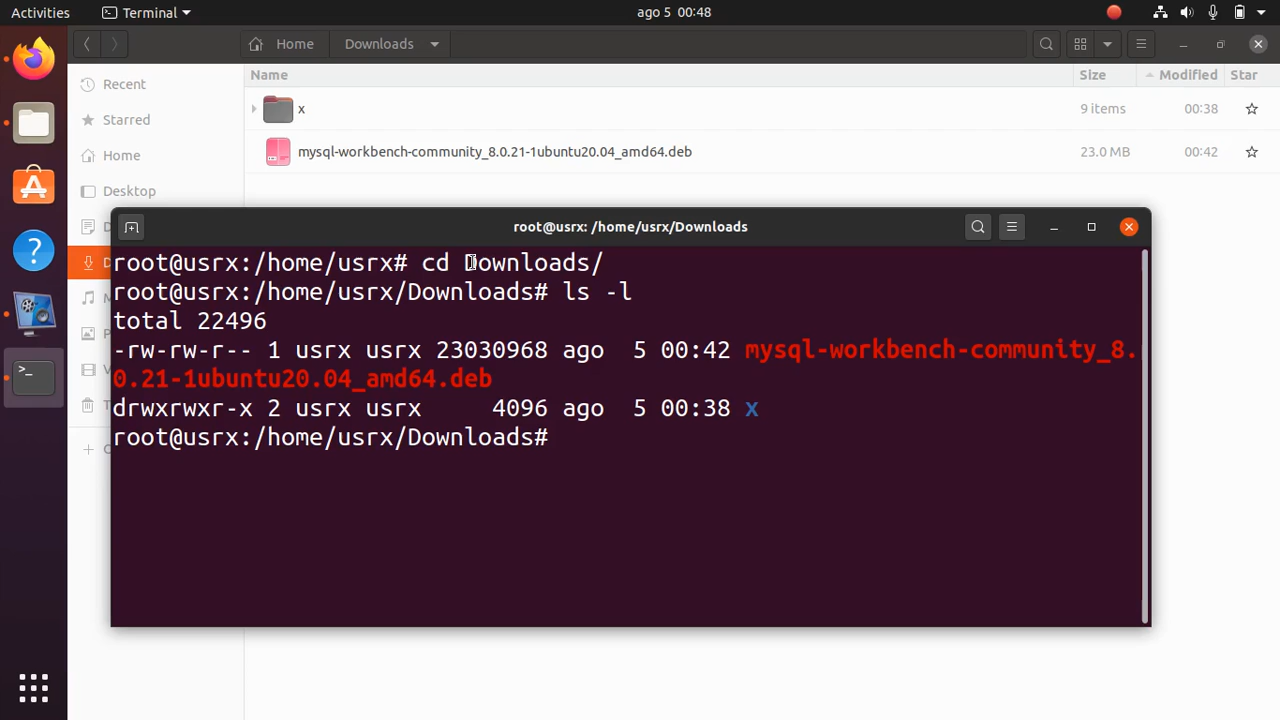 Activities
Terminal
ago 5 00:48
Home
Downloads
Name
Size
Modified
Star
Recent
x
9 items
00:38
Starred
Home
mysql-workbench-community_8.0.21-1ubuntu20.04_amd64.deb
23.0 MB
00:42
Desktop
root@usrx: /home/usrx/Downloads
root@usrx:/home/usrx# cd Downloads/
root@usrx:/home/usrx/Downloads# ls -l
total 22496
-rw-rw-r-- 1 usrx usrx 23030968 ago  5 00:42 mysql-workbench-community_8.
0.21-1ubuntu20.04_amd64.deb
drwxrwxr-x 2 usrx usrx     4096 ago  5 00:38 x
root@usrx:/home/usrx/Downloads#